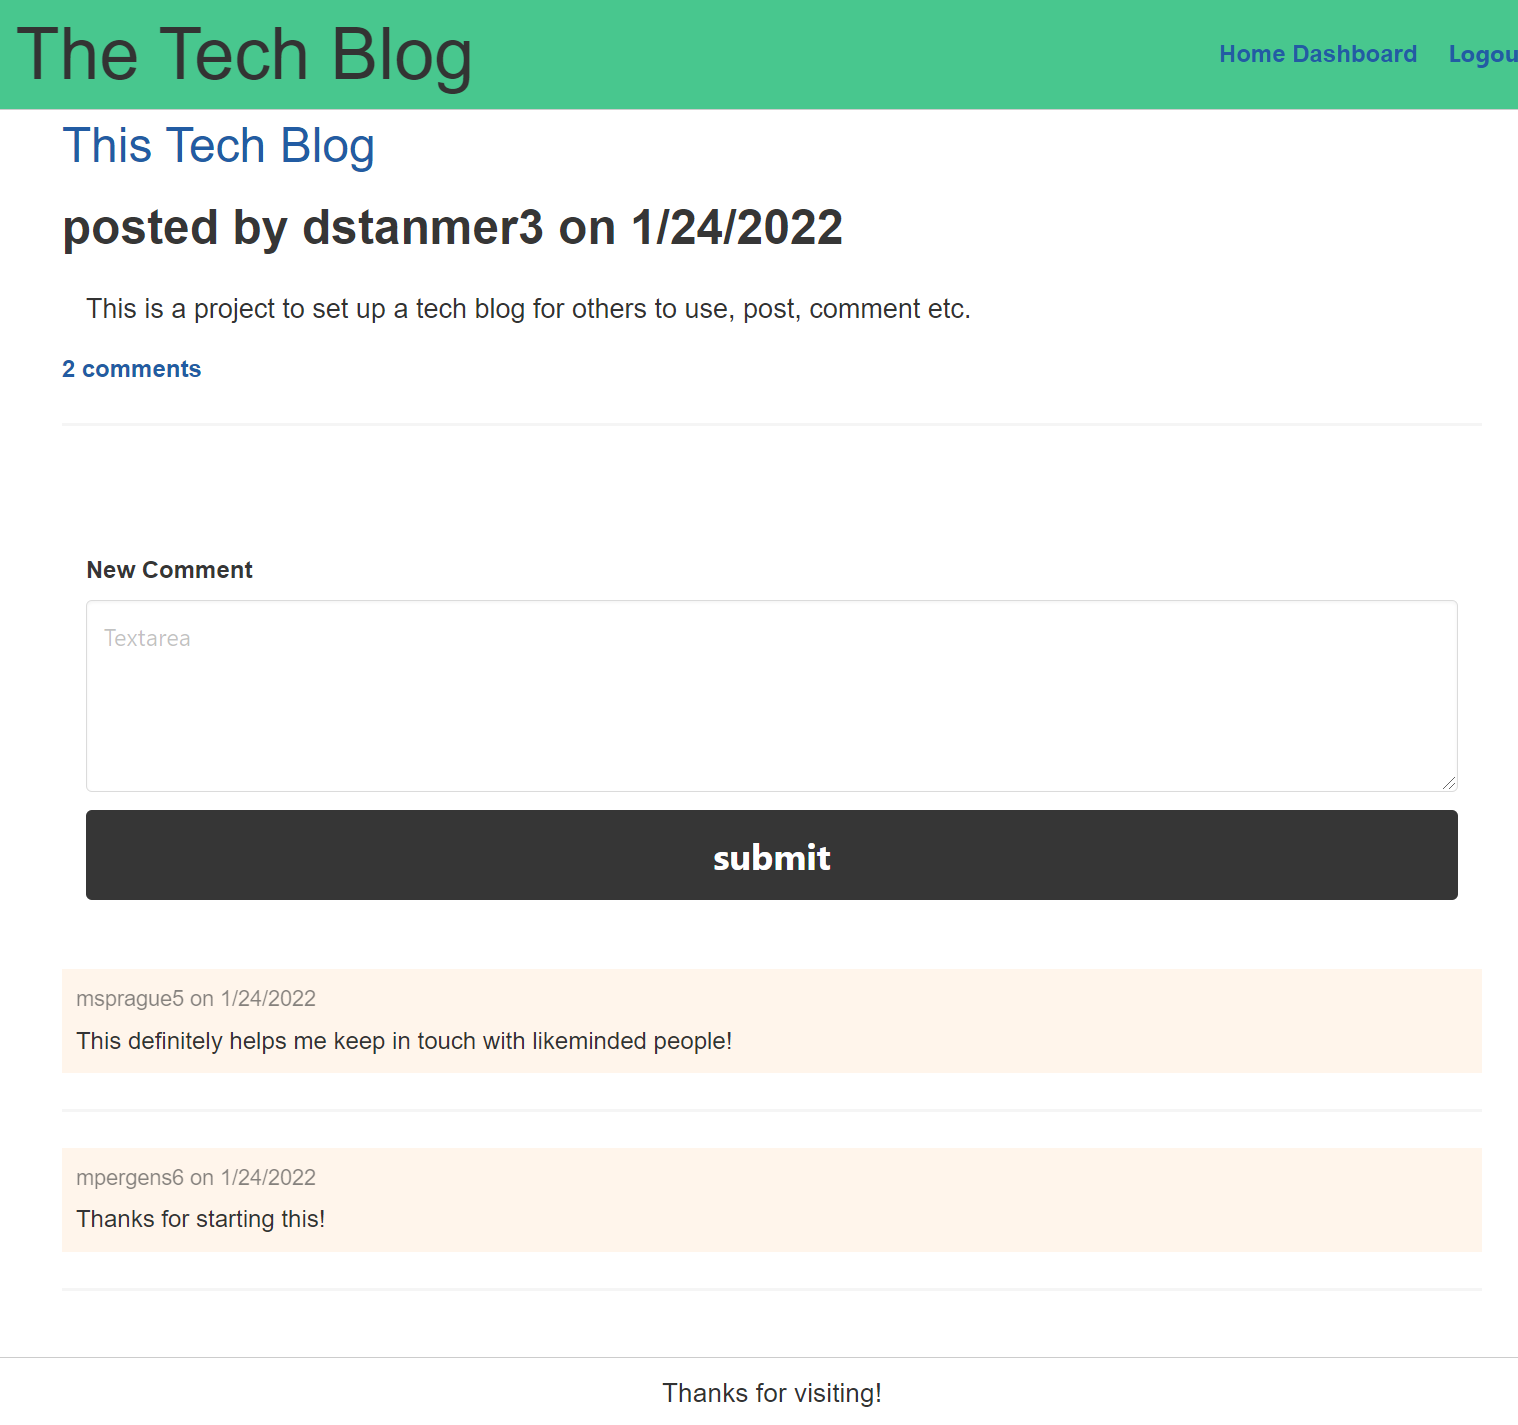 The Tech Blog
Home Dashboard Logou
This Tech Blog
posted by dstanmer3 on 1/24/2022
This is a project to set up a tech blog for others to use, post, comment etc.
2 comments
New Comment
Textarea
submit
msprague5 on 1/24/2022
This definitely helps me keep in touch with likeminded people!
mpergens6 on 1/24/2022
Thanks for starting this!
Thanks for visiting!